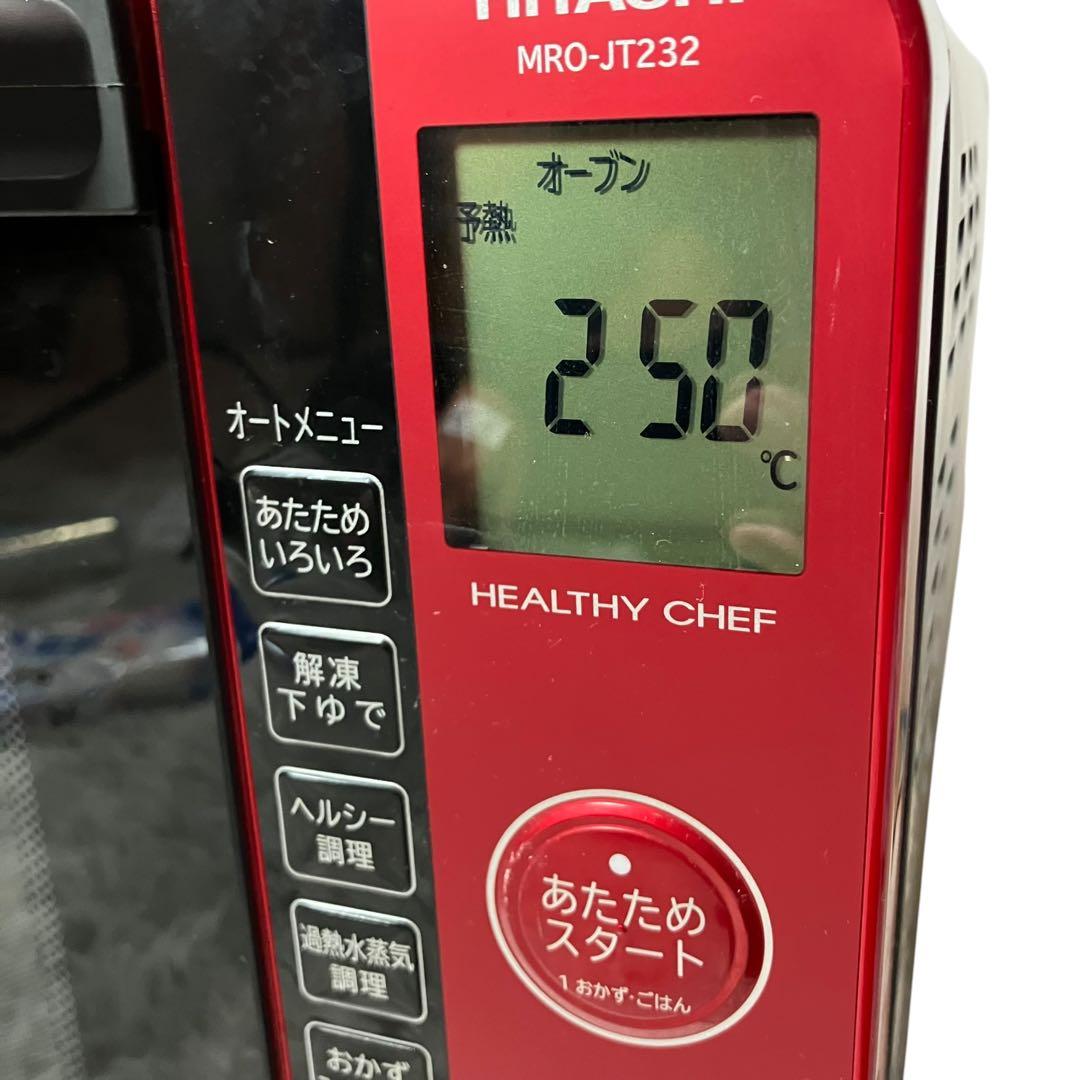 HITACHI
MRO-JT232
オーブン
予熱
250
℃
HEALTHY CHEF
オートメニュー
あたため
いろいろ
解凍
下ゆで
ヘルシー
調理
過熱水蒸気
調理
おかず
あたため
スタート
1 おかず・ごはん